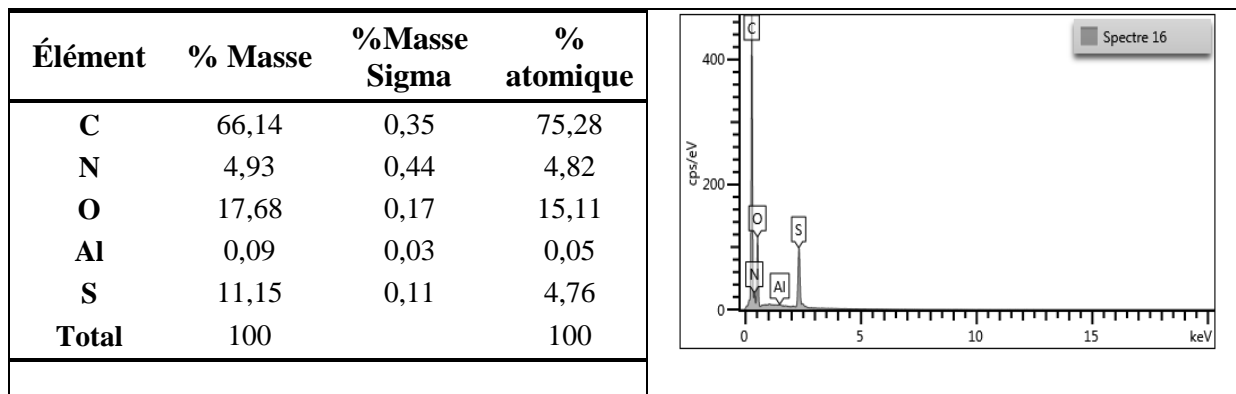 Élément % Masse %Masse Sigma % atomique
C 66,14 0,35 75,28
N 4,93 0,44 4,82
O 17,68 0,17 15,11
Al 0,09 0,03 0,05
S 11,15 0,11 4,76
Total 100 100
Spectre 16
cps/eV
400
200
0
C
O
N
Al
S
0 5 10 15 keV